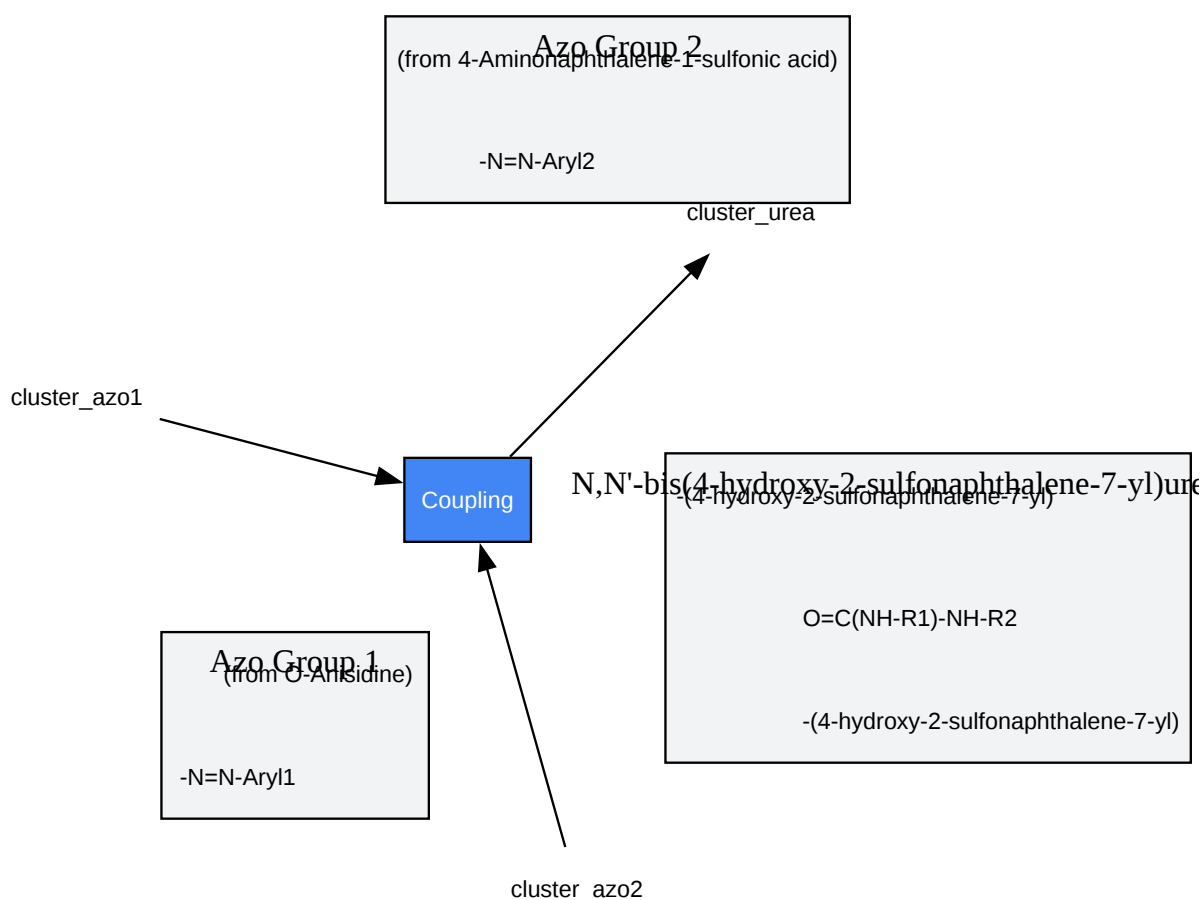 Azo Group 2
(from 4-Aminonaphthalene-1-sulfonic acid)
-N=N-Aryl2
cluster_urea
cluster_azo1
Coupling
N,N'-bis(4-hydroxy-2-sulfonaphthalene-7-yl)ure
-(4-hydroxy-2-sulfonaphthalene-7-yl)
O=C(NH-R1)-NH-R2
-(4-hydroxy-2-sulfonaphthalene-7-yl)
Azo Group 1
(from O-Anisidine)
-N=N-Aryl1
cluster_azo2